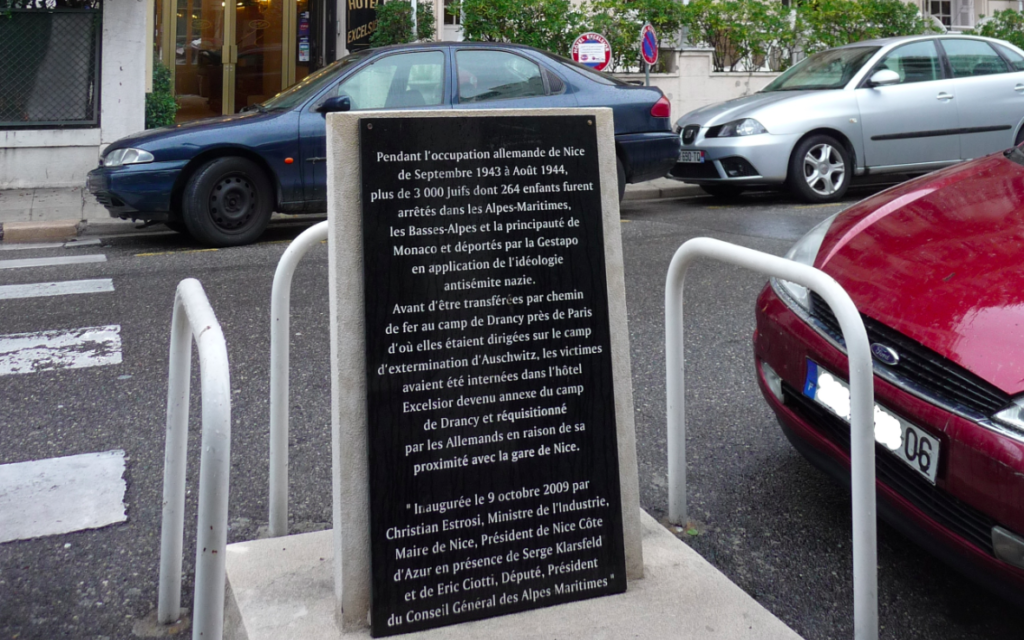 HOTEL
EXCELSIOR
Pendant l'occupation allemande de Nice
de Septembre 1943 à Août 1944,
plus de 3 000 Juifs dont 264 enfants furent
arrêtés dans les Alpes-Maritimes,
les Basses-Alpes et la principauté de
Monaco et déportés par la Gestapo
en application de l'idéologie
antisémite nazie.
Avant d'être transférées par chemin
de fer au camp de Drancy près de Paris
d'où elles étaient dirigées sur le camp
d'extermination d'Auschwitz, les victimes
avaient été internées dans l'hôtel
Excelsior devenu annexe du camp
de Drancy et réquisitionné
par les Allemands en raison de sa
proximité avec la gare de Nice.
" Inaugurée le 9 octobre 2009 par
Christian Estrosi, Ministre de l'Industrie,
Maire de Nice, Président de Nice Côte
d'Azur en présence de Serge Klarsfeld
et de Eric Ciotti, Député, Président
du Conseil Général des Alpes Maritimes "
Ford
F
06